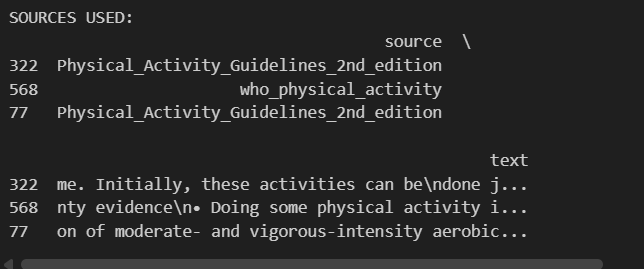 SOURCES USED:
source \
322 Physical_Activity_Guidelines_2nd_edition
568 who_physical_activity
77 Physical_Activity_Guidelines_2nd_edition
text
322 me. Initially, these activities can be\ndone j...
568 nty evidence\n• Doing some physical activity i...
77 on of moderate- and vigorous-intensity aerobic...